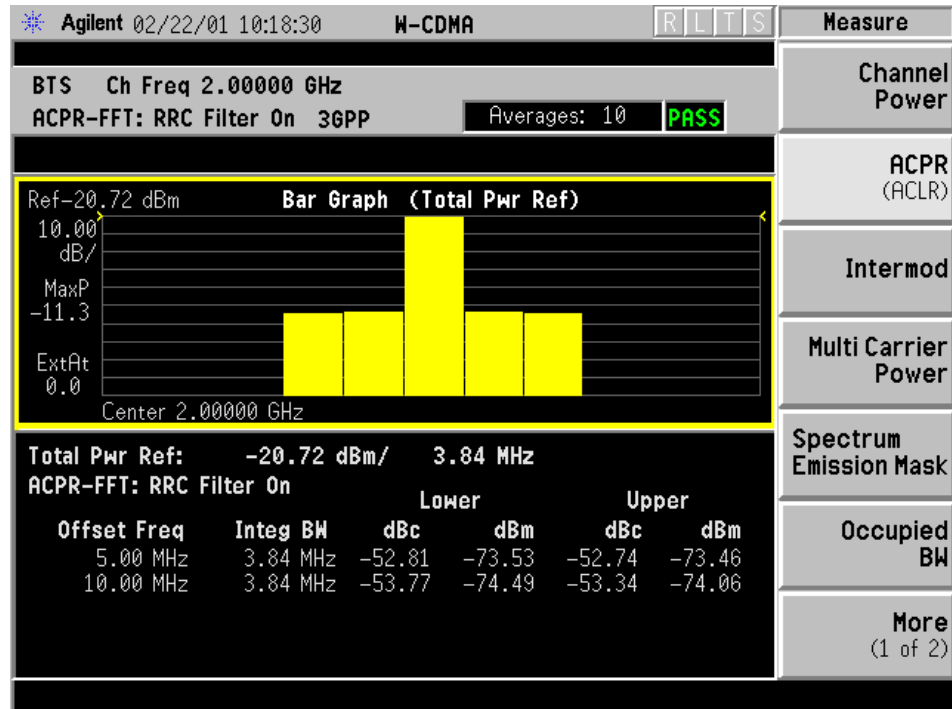 Agilent 02/22/01 10:18:30 W-CDMA R L T S Measure
BTS Ch Freq 2.00000 GHz
ACPR-FFT: RRC Filter On 3GPP Averages: 10 PASS
Ref-20.72 dBm Bar Graph (Total Pwr Ref)
10.00
dB/
MaxP
-11.3
ExtAt
0.0
Center 2.00000 GHz
Total Pwr Ref: -20.72 dBm/ 3.84 MHz
ACPR-FFT: RRC Filter On
Lower Upper
Offset Freq Integ BW dBc dBm dBc dBm
5.00 MHz 3.84 MHz -52.81 -73.53 -52.74 -73.46
10.00 MHz 3.84 MHz -53.77 -74.49 -53.34 -74.06
Channel
Power
ACPR
(ACLR)
Intermod
Multi Carrier
Power
Spectrum
Emission Mask
Occupied
BW
More
(1 of 2)